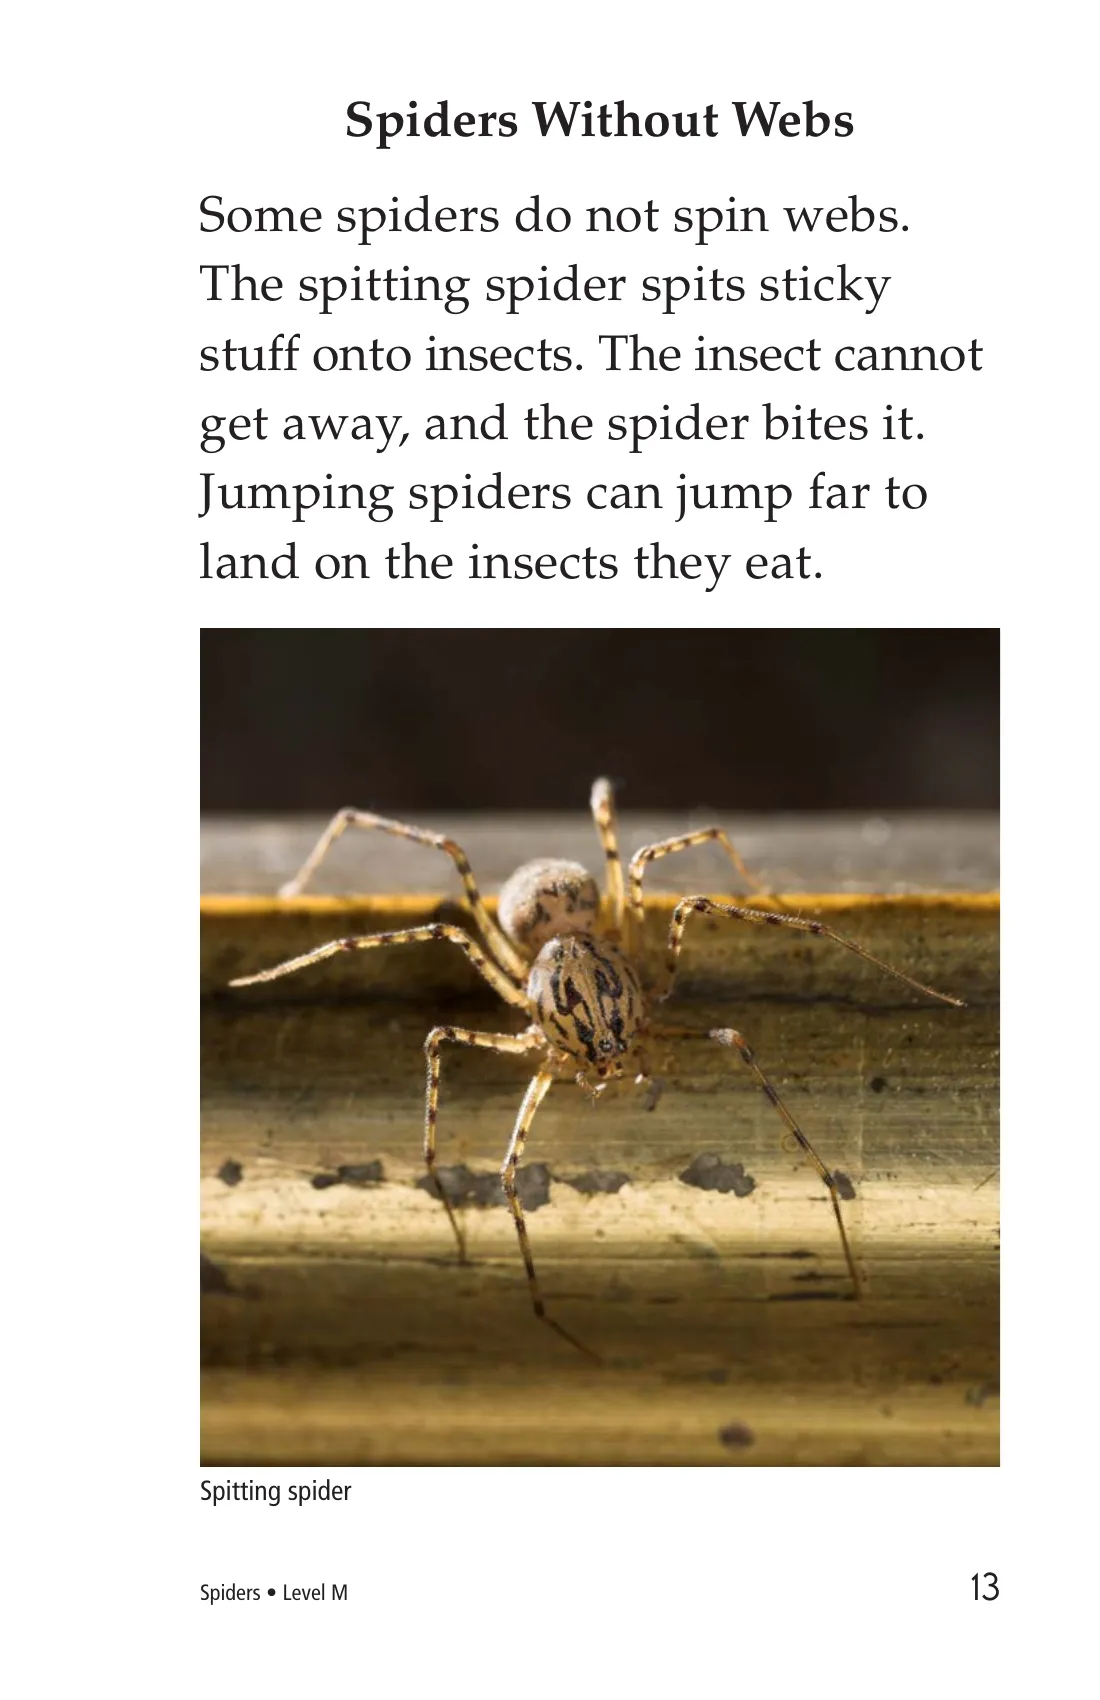 Spiders Without Webs
Some spiders do not spin webs.
The spitting spider spits sticky
stuff onto insects. The insect cannot
get away, and the spider bites it.
Jumping spiders can jump far to
land on the insects they eat.
Spitting spider
Spiders • Level M
13